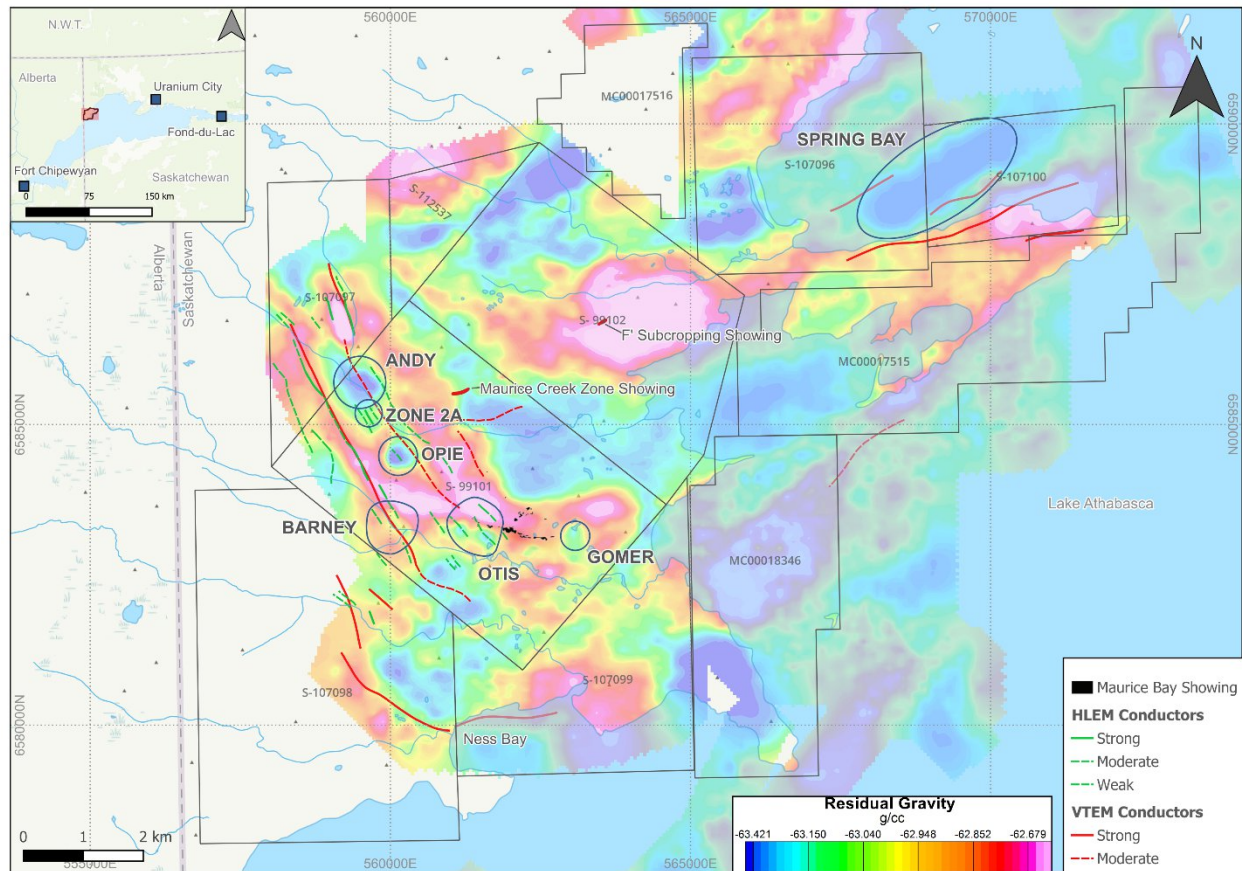 560000E
565000E
570000E
N.W.T.
Alberta
Uranium City
Fond-du-Lac
Fort Chipewyan
Saskatchewan
0 75 150 km
N
MC00017516
6590000N
SPRING BAY
S-107096
S-107100
S-112537
Alberta
Saskatchewan
S-107097
S- 99102
F' Subcropping Showing
MC00017515
ANDY
Maurice Creek Zone Showing
ZONE 2A
6585000N
6585000N
OPIE
S- 99101
Lake Athabasca
BARNEY
OTIS
GOMER
MC00018346
S-107098
S-107099
6580000N
Ness Bay
Maurice Bay Showing
HLEM Conductors
Strong
Moderate
Weak
VTEM Conductors
Strong
Moderate
Residual Gravity
g/cc
-63.421 -63.150 -63.040 -62.948 -62.852 -62.679
0 1 2 km
555000E
560000E
565000E